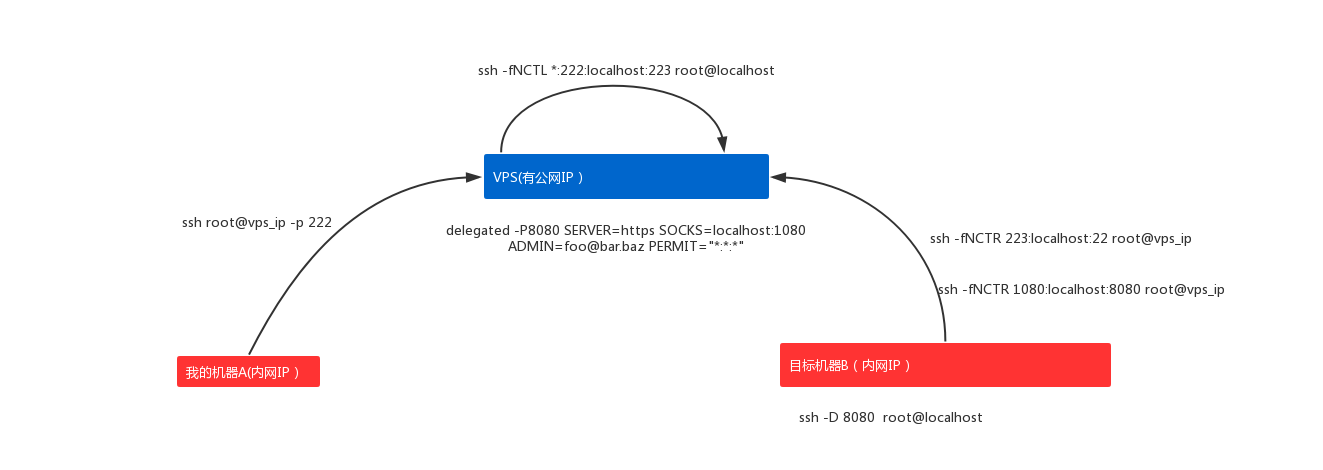 ssh -fNCTL *:222:localhost:223 root@localhost
VPS(有公网IP )
ssh root@vps_ip -p 222
delegated -P8080 SERVER=https SOCKS=localhost:1080
ADMIN=foo@bar.baz PERMIT="*:*:*"
ssh -fNCTR 223:localhost:22 root@vps_ip
ssh -fNCTR 1080:localhost:8080 root@vps_ip
我的机器A(内网IP )
目标机器B ( 内网IP )
ssh -D 8080  root@localhost